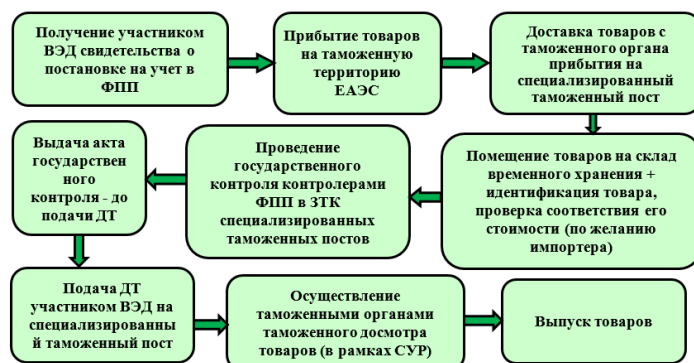 Получение участником
ВЭД свидетельства о
постановке на учет в
ФПП
Прибытие товаров
на таможенную
территорию
ЕАЭС
Доставка товаров с
таможенного органа
прибытия на
специализированный
таможенный пост
Помещение товаров на склад
временного хранения +
идентификация товара,
проверка соответствия его
стоимости (по желанию
импортера)
Проведение
государственного
контроля контролерами
ФПП в ЗТК
специализированных
таможенных постов
Выдача акта
государствен
ного
контроля - до
подачи ДТ
Подача ДТ
участником ВЭД на
специализированны
й таможенный пост
Осуществление
таможенными органами
таможенного досмотра
товаров (в рамках СУР)
Выпуск товаров